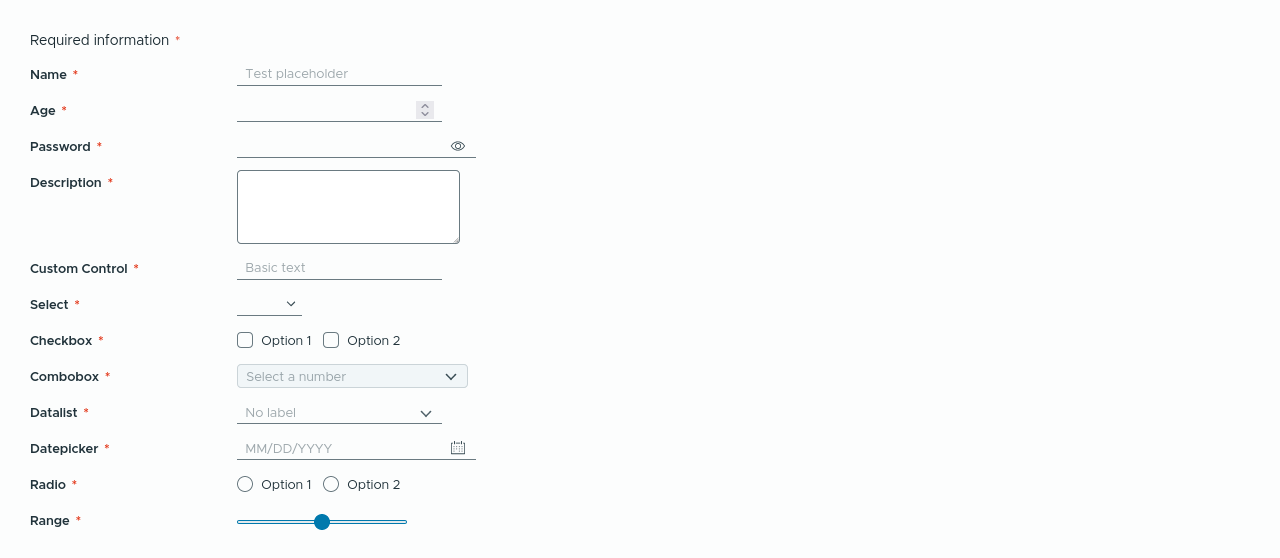 Required information *
Name * Test placeholder
Age *
Password *
Description *
Custom Control * Basic text
Select *
Checkbox * Option 1 Option 2
Combobox * Select a number
Datalist * No label
Datepicker * MM/DD/YYYY
Radio * Option 1 Option 2
Range *